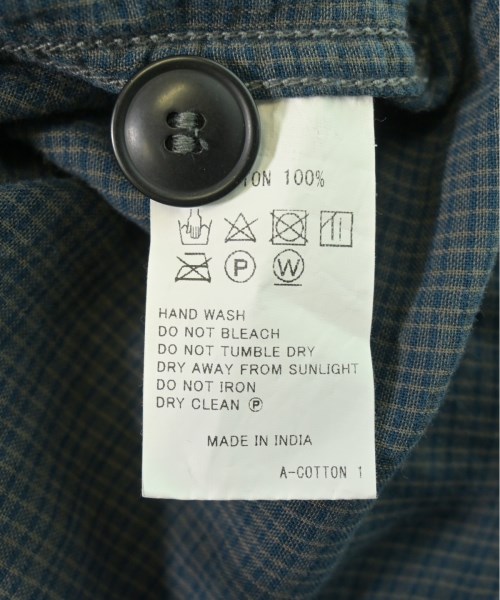 100%
P W
HAND WASH
DO NOT BLEACH
DO NOT TUMBLE DRY
DRY AWAY FROM SUNLIGHT
DO NOT IRON
DRY CLEAN Ⓟ
MADE IN INDIA
A-COTTON 1